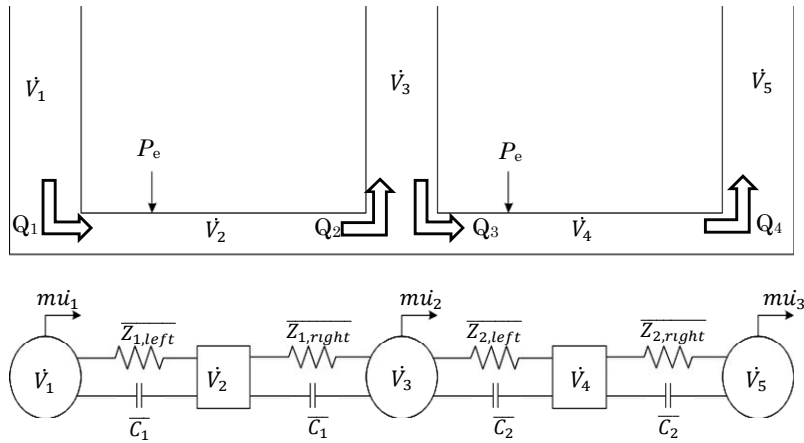 V̇₁
V̇₃
V̇₅
Pₑ
Pₑ
Q₁
V̇₂
Q₂
Q₃
V̇₄
Q₄
mu̇₁
mu̇₂
mu̇₃
Z₁,left
Z₁,right
Z₂,left
Z₂,right
V̇₁
V̇₂
V̇₃
V̇₄
V̇₅
C₁
C₁
C₂
C₂